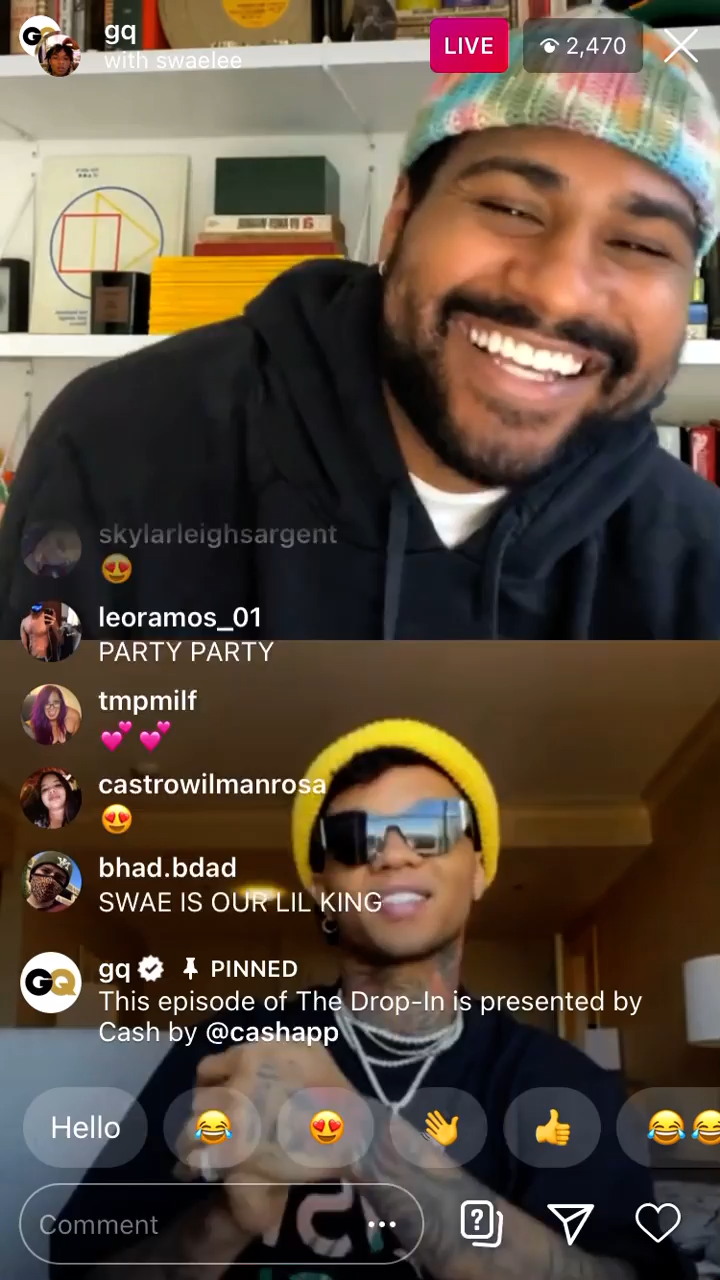 gq
LIVE
2,470
with swaelee
skylarleighsargent
😍
leoramos_01
PARTY PARTY
tmpmilf
💕 💕
castrowilmanrosa
😍
bhad.bdad
SWAE IS OUR LIL KING
GQ
gq PINNED
This episode of The Drop-In is presented by
Cash by @cashapp
Hello 😂 😍 👋 👍 😂😂
Comment